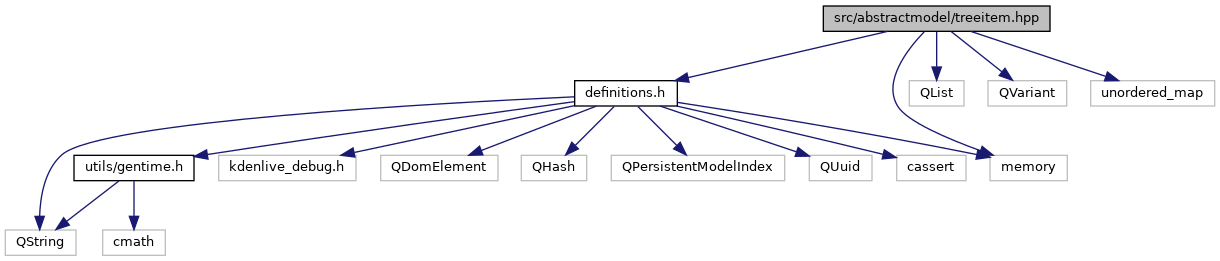 src/abstractmodel/treeitem.hpp
definitions.h
QList
QVariant
unordered_map
utils/gentime.h
kdenlive_debug.h
QDomElement
QHash
QPersistentModelIndex
QUuid
cassert
memory
QString
cmath